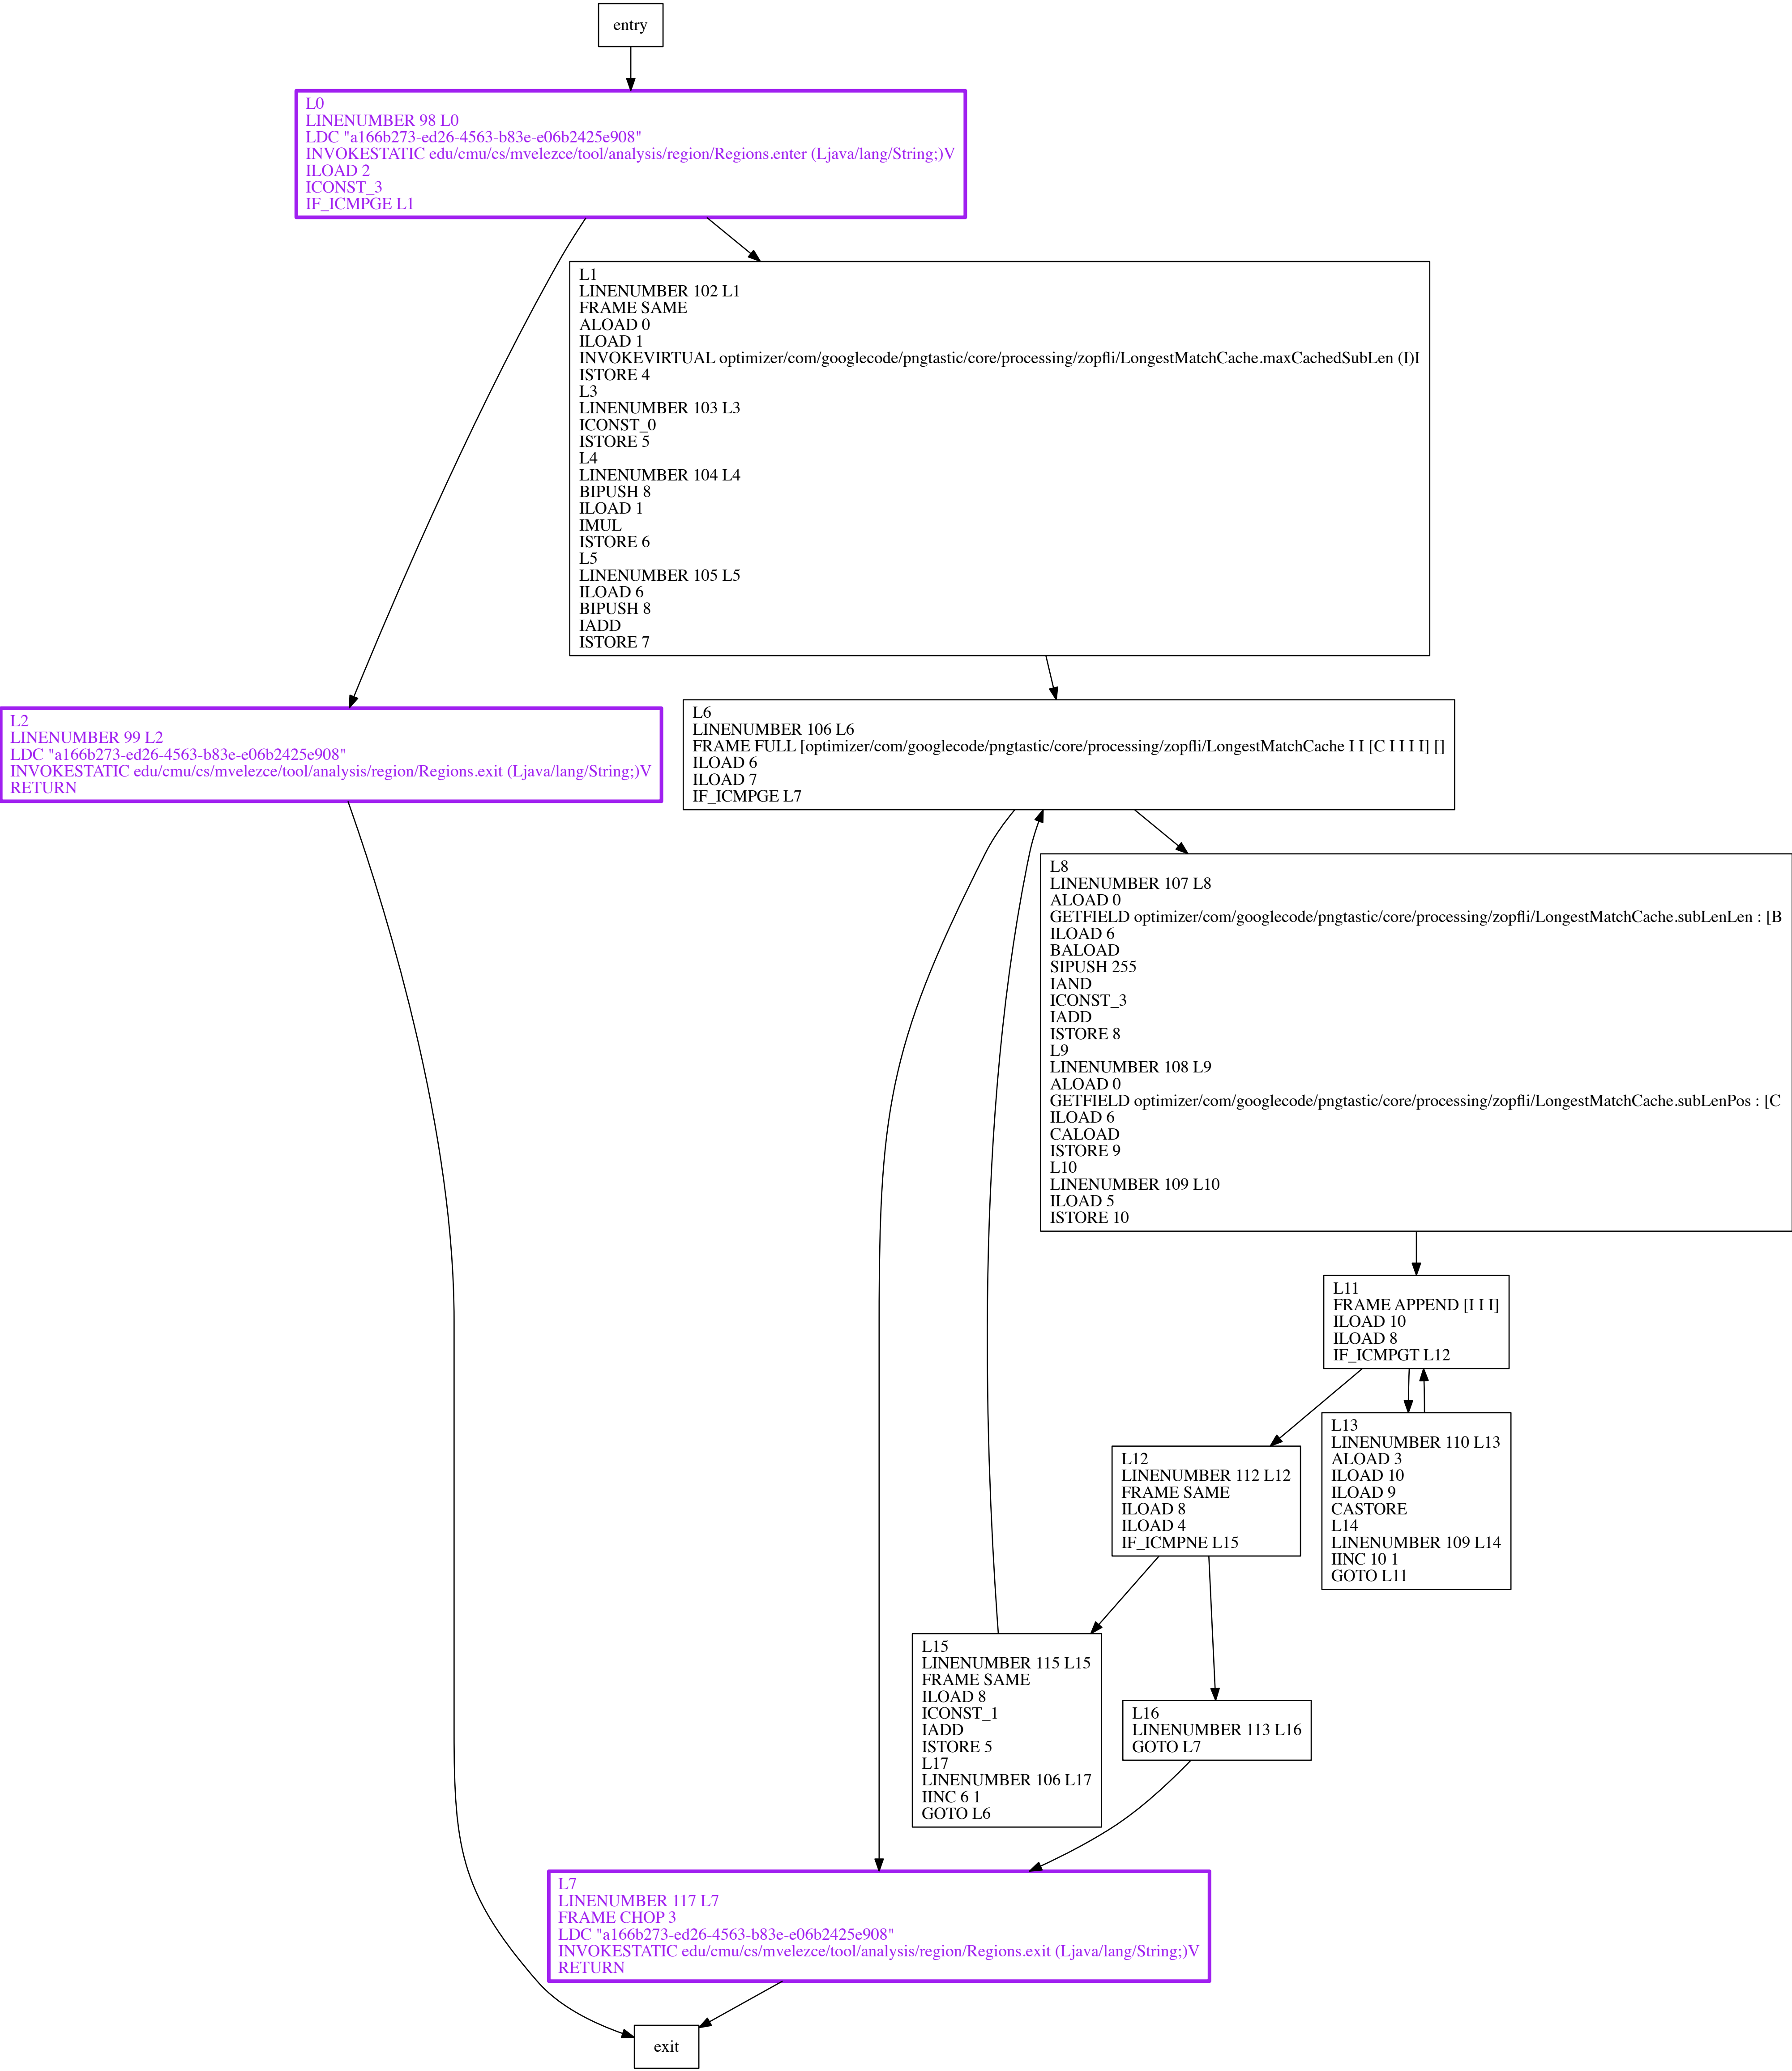 entry
L0
LINENUMBER 98 L0
LDC "a166b273-ed26-4563-b83e-e06b2425e908"
INVOKESTATIC edu/cmu/cs/mvelezce/tool/analysis/region/Regions.enter (Ljava/lang/String;)V
ILOAD 2
ICONST_3
IF_ICMPGE L1
L1
LINENUMBER 102 L1
FRAME SAME
ALOAD 0
ILOAD 1
INVOKEVIRTUAL optimizer/com/googlecode/pngtastic/core/processing/zopfli/LongestMatchCache.maxCachedSubLen (I)I
ISTORE 4
L3
LINENUMBER 103 L3
ICONST_0
ISTORE 5
L4
LINENUMBER 104 L4
BIPUSH 8
ILOAD 1
IMUL
ISTORE 6
L5
LINENUMBER 105 L5
ILOAD 6
BIPUSH 8
IADD
ISTORE 7
L2
LINENUMBER 99 L2
LDC "a166b273-ed26-4563-b83e-e06b2425e908"
INVOKESTATIC edu/cmu/cs/mvelezce/tool/analysis/region/Regions.exit (Ljava/lang/String;)V
RETURN
L6
LINENUMBER 106 L6
FRAME FULL [optimizer/com/googlecode/pngtastic/core/processing/zopfli/LongestMatchCache I I [C I I I I] []
ILOAD 6
ILOAD 7
IF_ICMPGE L7
L8
LINENUMBER 107 L8
ALOAD 0
GETFIELD optimizer/com/googlecode/pngtastic/core/processing/zopfli/LongestMatchCache.subLenLen : [B
ILOAD 6
BALOAD
SIPUSH 255
IAND
ICONST_3
IADD
ISTORE 8
L9
LINENUMBER 108 L9
ALOAD 0
GETFIELD optimizer/com/googlecode/pngtastic/core/processing/zopfli/LongestMatchCache.subLenPos : [C
ILOAD 6
CALOAD
ISTORE 9
L10
LINENUMBER 109 L10
ILOAD 5
ISTORE 10
L11
FRAME APPEND [I I I]
ILOAD 10
ILOAD 8
IF_ICMPGT L12
L13
LINENUMBER 110 L13
ALOAD 3
ILOAD 10
ILOAD 9
CASTORE
L14
LINENUMBER 109 L14
IINC 10 1
GOTO L11
L12
LINENUMBER 112 L12
FRAME SAME
ILOAD 8
ILOAD 4
IF_ICMPNE L15
L15
LINENUMBER 115 L15
FRAME SAME
ILOAD 8
ICONST_1
IADD
ISTORE 5
L17
LINENUMBER 106 L17
IINC 6 1
GOTO L6
L16
LINENUMBER 113 L16
GOTO L7
L7
LINENUMBER 117 L7
FRAME CHOP 3
LDC "a166b273-ed26-4563-b83e-e06b2425e908"
INVOKESTATIC edu/cmu/cs/mvelezce/tool/analysis/region/Regions.exit (Ljava/lang/String;)V
RETURN
exit